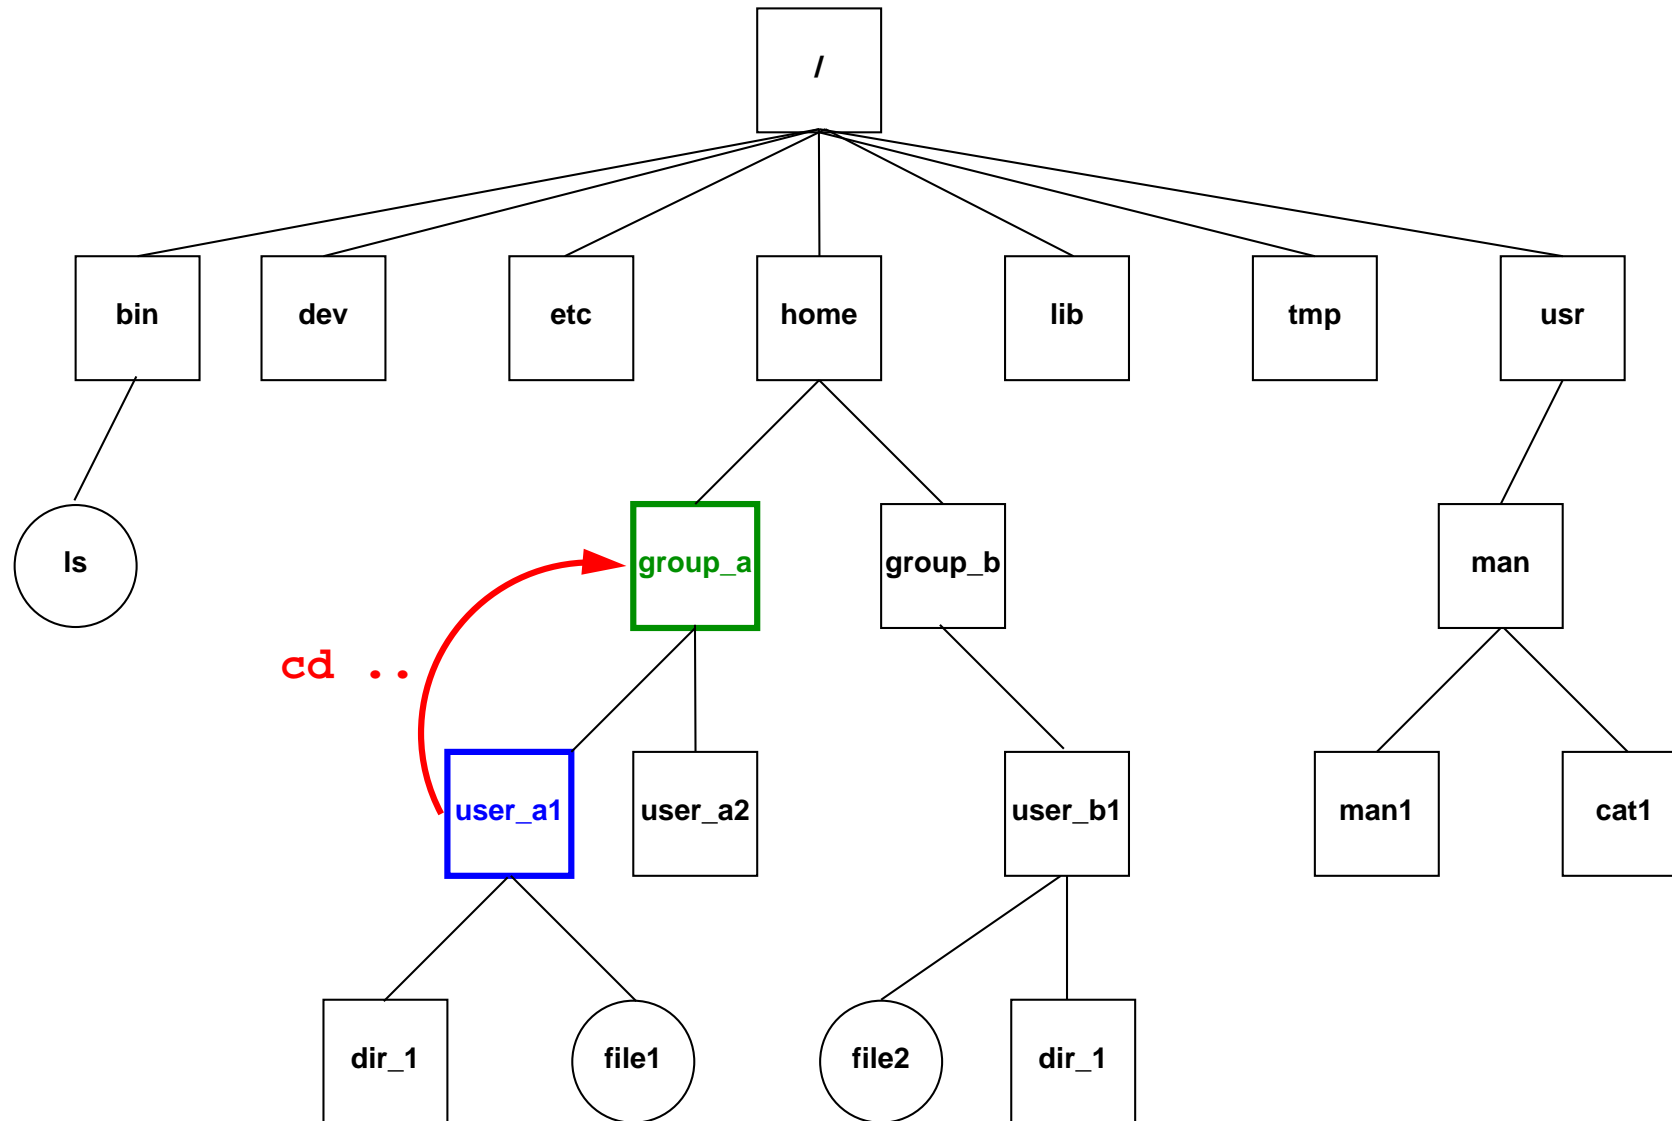 /
bin
dev
etc
home
lib
tmp
usr
ls
group_a
group_b
man
cd ..
user_a1
user_a2
user_b1
man1
cat1
dir_1
file1
file2
dir_1